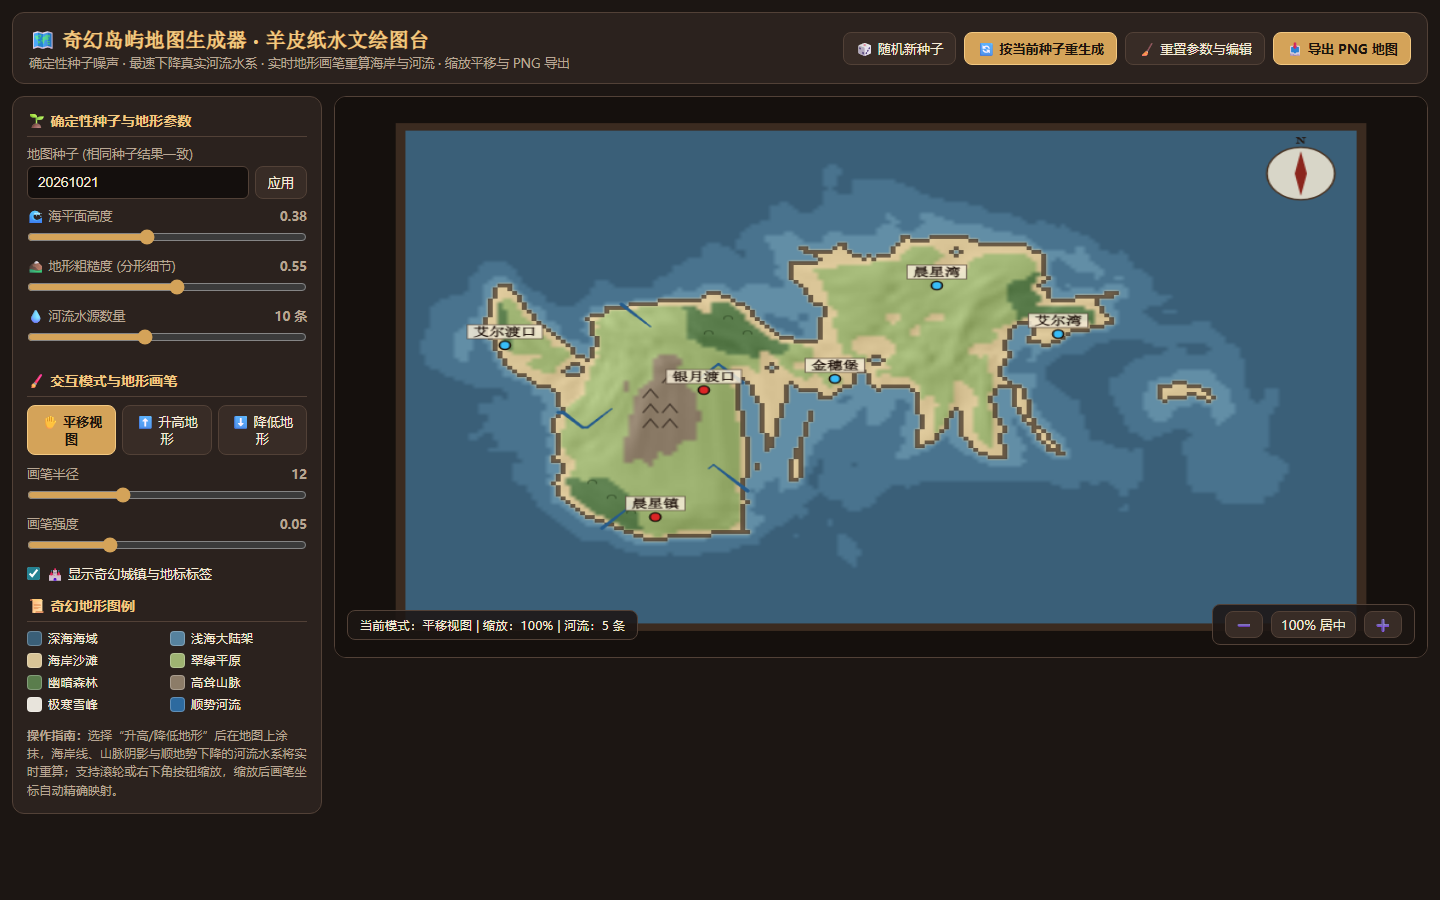 奇幻岛屿地图生成器 · 羊皮纸水文绘图台
确定性种子噪声 · 最速下降真实河流水系 · 实时地形画笔重算海岸与河流 · 缩放平移与 PNG 导出
随机新种子
按当前种子重生成
重置参数与编辑
导出 PNG 地图
确定性种子与地形参数
地图种子 (相同种子结果一致)
20261021
应用
海平面高度 0.38
地形粗糙度 (分形细节) 0.55
河流水源数量 10 条
交互模式与地形画笔
平移视图
升高地形
降低地形
画笔半径 12
画笔强度 0.05
显示奇幻城镇与地标标签
奇幻地形图例
深海海域 浅海大陆架
海岸沙滩 翠绿平原
幽暗森林 高耸山脉
极寒雪峰 顺势河流
操作指南：选择“升高/降低地形”后在地图上涂
抹，海岸线、山脉阴影与顺地势下降的河流水系将实
时重算；支持滚轮或右下角按钮缩放，缩放后画笔坐
标自动精确映射。
N
晨星湾
艾尔渡口
艾尔湾
金穗堡
银月渡口
晨星镇
当前模式：平移视图 | 缩放：100% | 河流：5 条
100% 居中